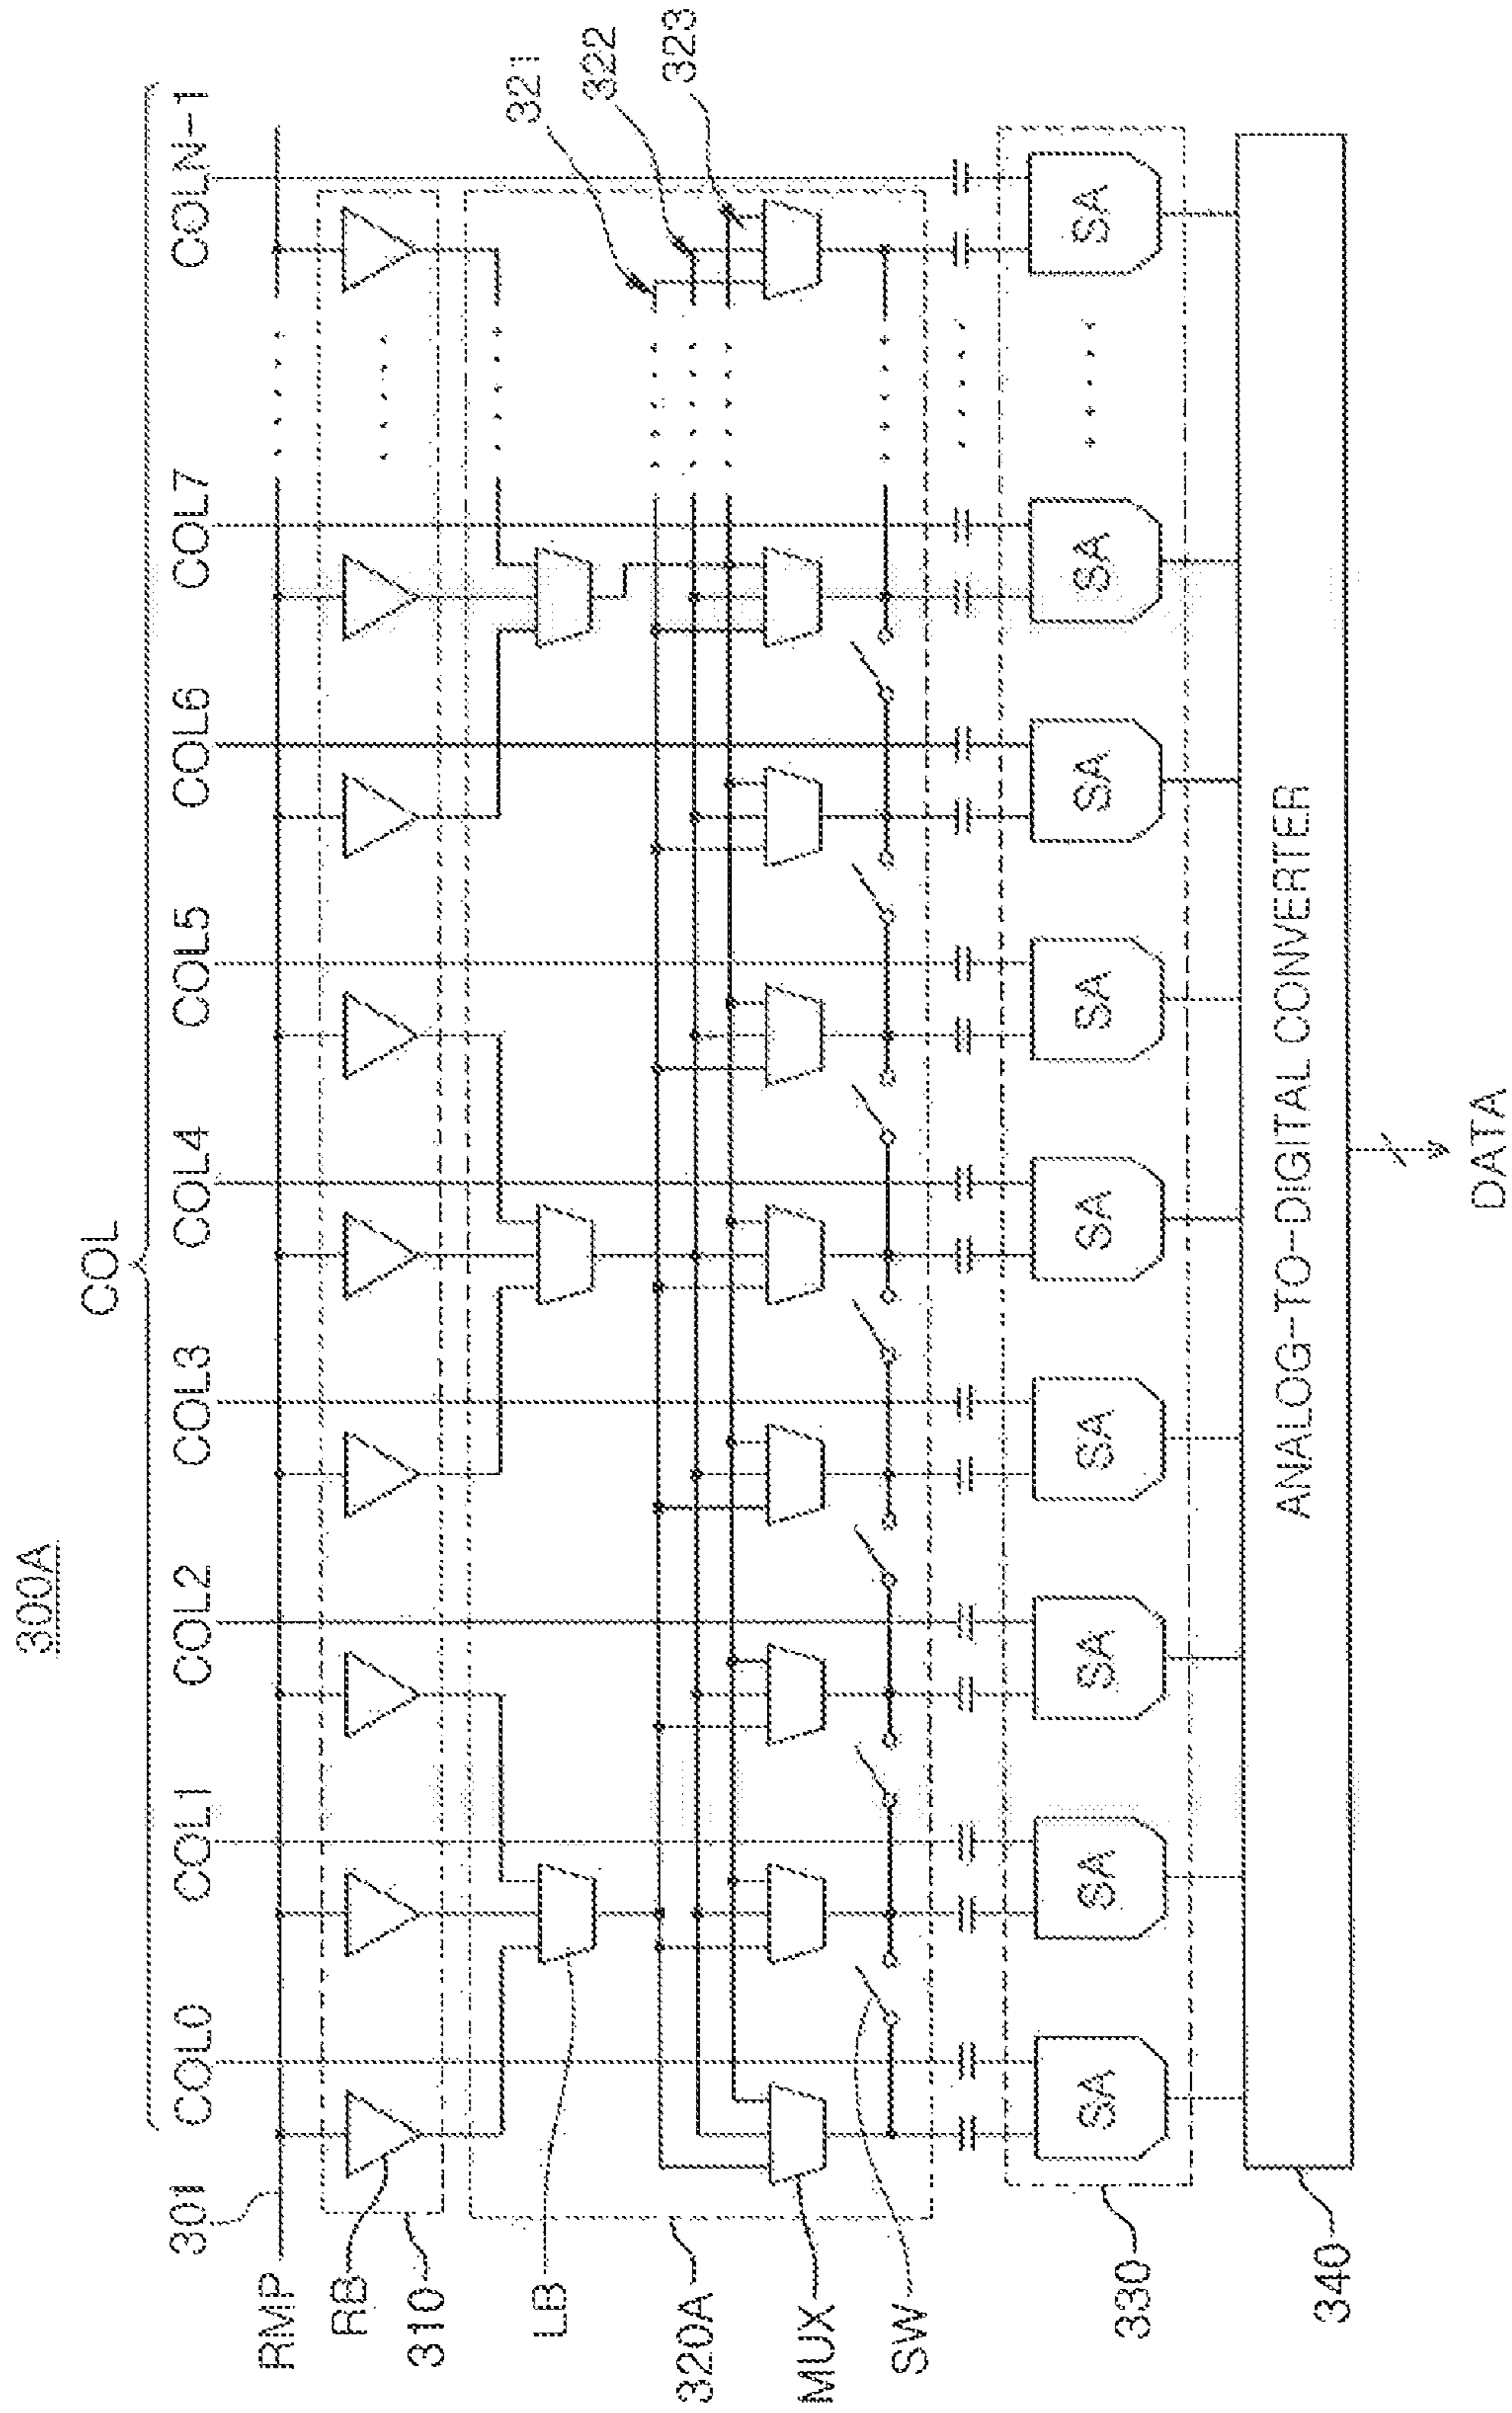 300A
COL
COL0 COL1 COL2 COL3 COL4 COL5 COL6 COL7 COLN-1
301
RMP
RB
310
LB
321
322
323
320A
MUX
SW
SA SA SA SA SA SA SA SA SA
330
ANALOG-TO-DIGITAL CONVERTER
340
DATA